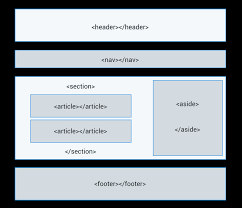 <header></header>
<nav></nav>
<section>
<article></article>
<article></article>
</section>
<aside>
</aside>
<footer></footer>